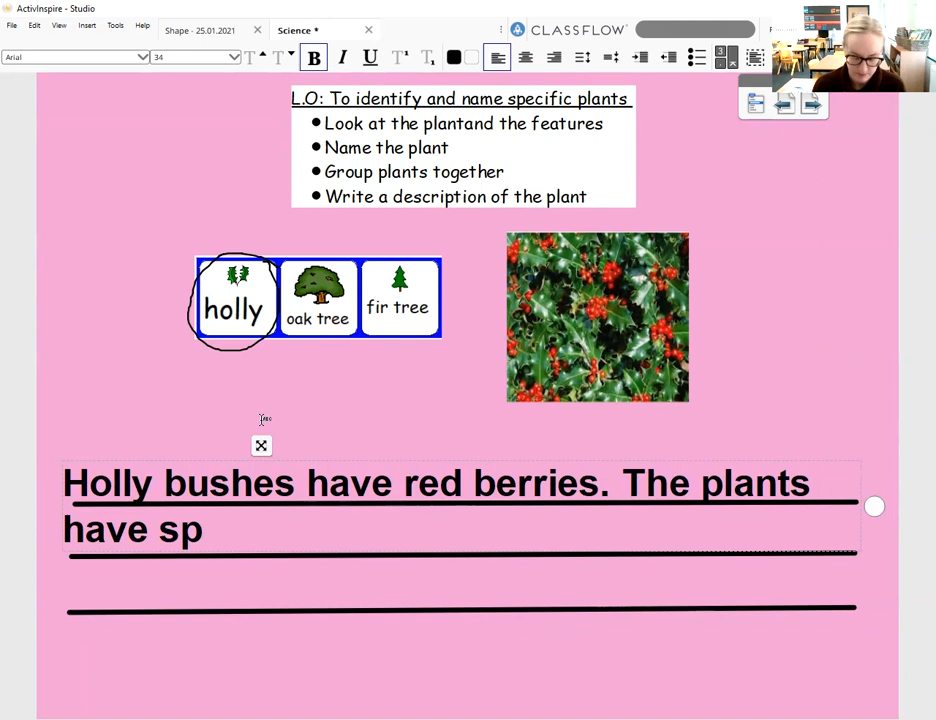 ActivInspire - Studio
File Edit View Insert Tools Help
Shape - 25.01.2021
Science *
CLASSFLOW
Arial 34
L.O: To identify and name specific plants
Look at the plantand the features
Name the plant
Group plants together
Write a description of the plant
holly
oak tree
fir tree
Holly bushes have red berries. The plants
have sp